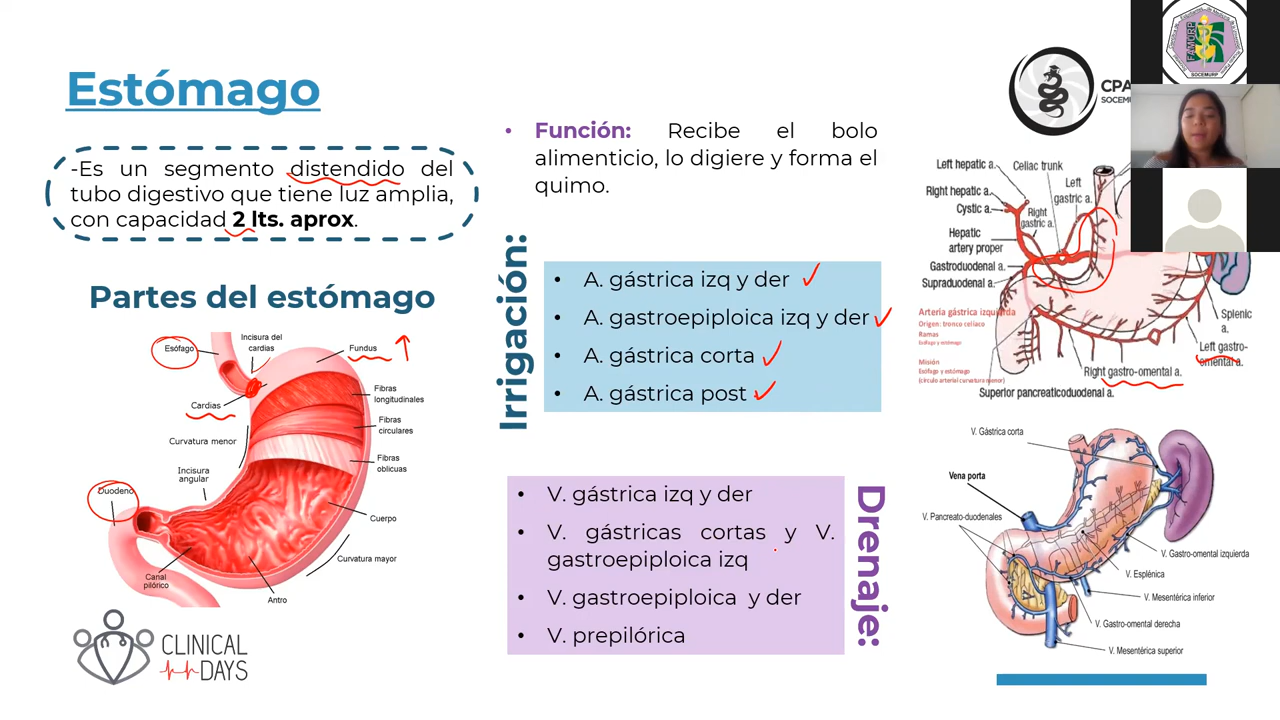 Estómago
-Es un segmento distendido del
tubo digestivo que tiene luz amplia,
con capacidad 2 lts. aprox.
Partes del estómago
Esófago
Incisura del
cardias
Fundus
Cardias
Fibras
longitudinales
Fibras
circulares
Curvatura menor
Fibras
oblicuas
Incisura
angular
Duodeno
Cuerpo
Curvatura mayor
Canal
pilórico
Antro
CLINICAL
DAYS
• Función: Recibe el bolo
alimenticio, lo digiere y forma el
quimo.
Irrigación:
• A. gástrica izq y der
• A. gastroepiploica izq y der
• A. gástrica corta
• A. gástrica post
Drenaje:
• V. gástrica izq y der
• V. gástricas cortas y V.
gastroepiploica izq
• V. gastroepiploica y der
• V. prepilórica
CPA
SOCEMU
FAMURP
SOCEMURP
Left hepatic a.
Celiac trunk
Left
gastric a.
Right hepatic a.
Cystic a.
Right
gastric a.
Hepatic
artery proper
Gastroduodenal a.
Supraduodenal a.
Arteria gástrica izquierda
Origen: tronco celíaco
Ramas
Esófago y estómago
Misión
Esófago y estómago
(círculo arterial curvatura menor)
Splenic
a.
Left gastro-
omental a.
Right gastro-omental a.
Superior pancreaticoduodenal a.
V. Gástrica corta
Vena porta
V. Pancreato-duodenales
V. Gastro-omental izquierda
V. Esplénica
V. Mesentérica inferior
V. Gastro-omental derecha
V. Mesentérica superior